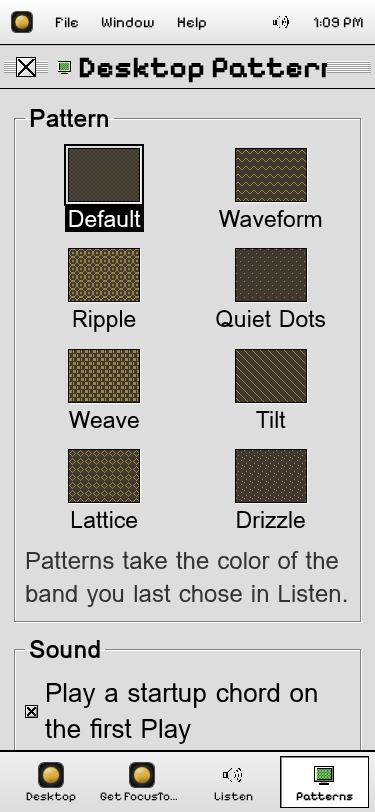 File Window Help 1:09 PM
Desktop Pattern
Pattern
Default Waveform
Ripple Quiet Dots
Weave Tilt
Lattice Drizzle
Patterns take the color of the
band you last chose in Listen.
Sound
Play a startup chord on
the first Play
Desktop GetFocusTo... Listen Patterns